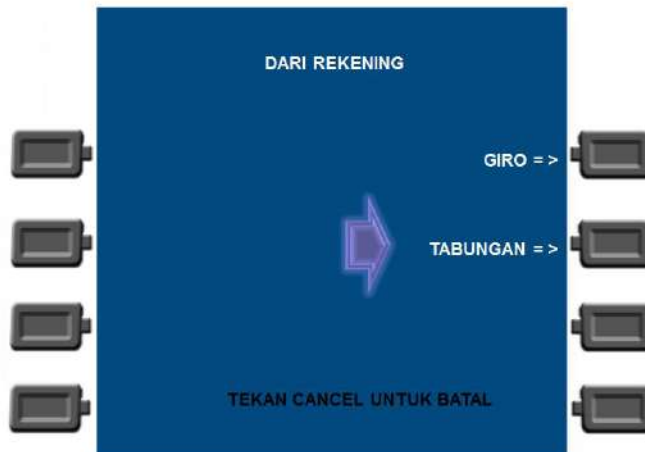 DARI REKENING
GIRO = >
TABUNGAN = >
TEKAN CANCEL UNTUK BATAL